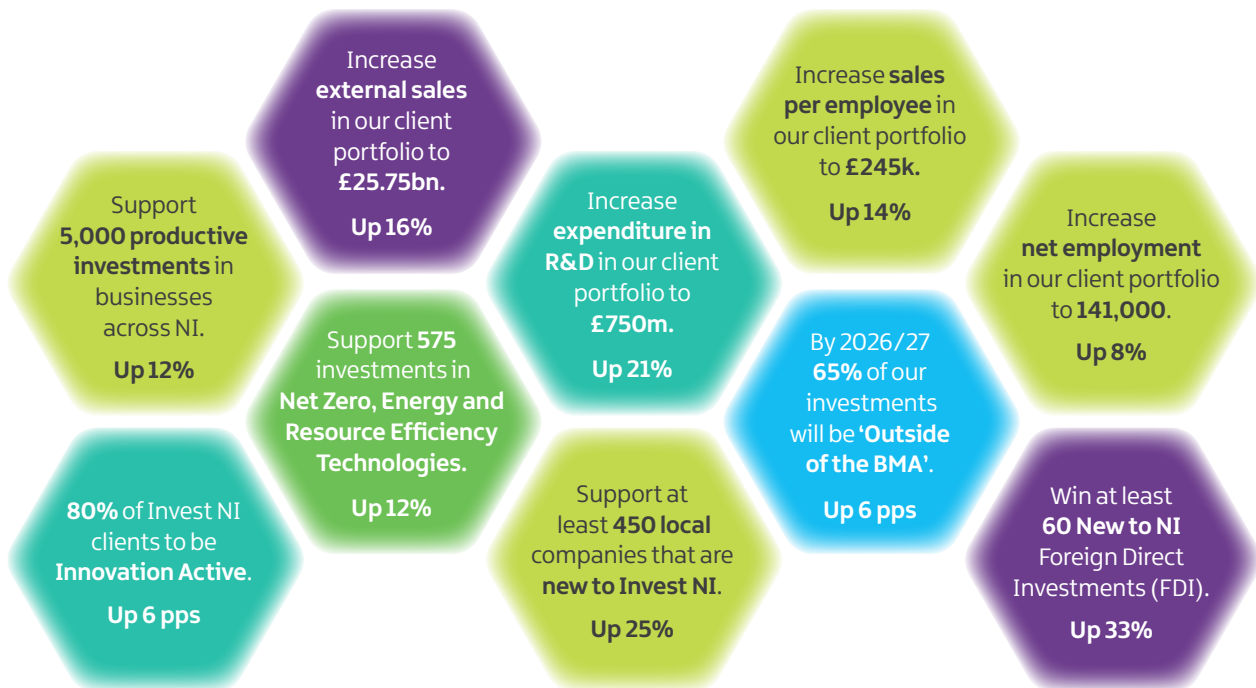 Increase
external sales
in our client
portfolio to
£25.75bn.
Up 16%
Increase sales
per employee in
our client portfolio
to £245k.
Up 14%
Support
5,000 productive
investments in
businesses
across NI.
Up 12%
Increase
expenditure in
R&D in our client
portfolio to
£750m.
Up 21%
Increase
net employment
in our client portfolio
to 141,000.
Up 8%
Support 575
investments in
Net Zero, Energy and
Resource Efficiency
Technologies.
Up 12%
By 2026/27
65% of our
investments
will be ‘Outside
of the BMA’.
Up 6 pps
80% of Invest NI
clients to be
Innovation Active.
Up 6 pps
Support at
least 450 local
companies that are
new to Invest NI.
Up 25%
Win at least
60 New to NI
Foreign Direct
Investments (FDI).
Up 33%